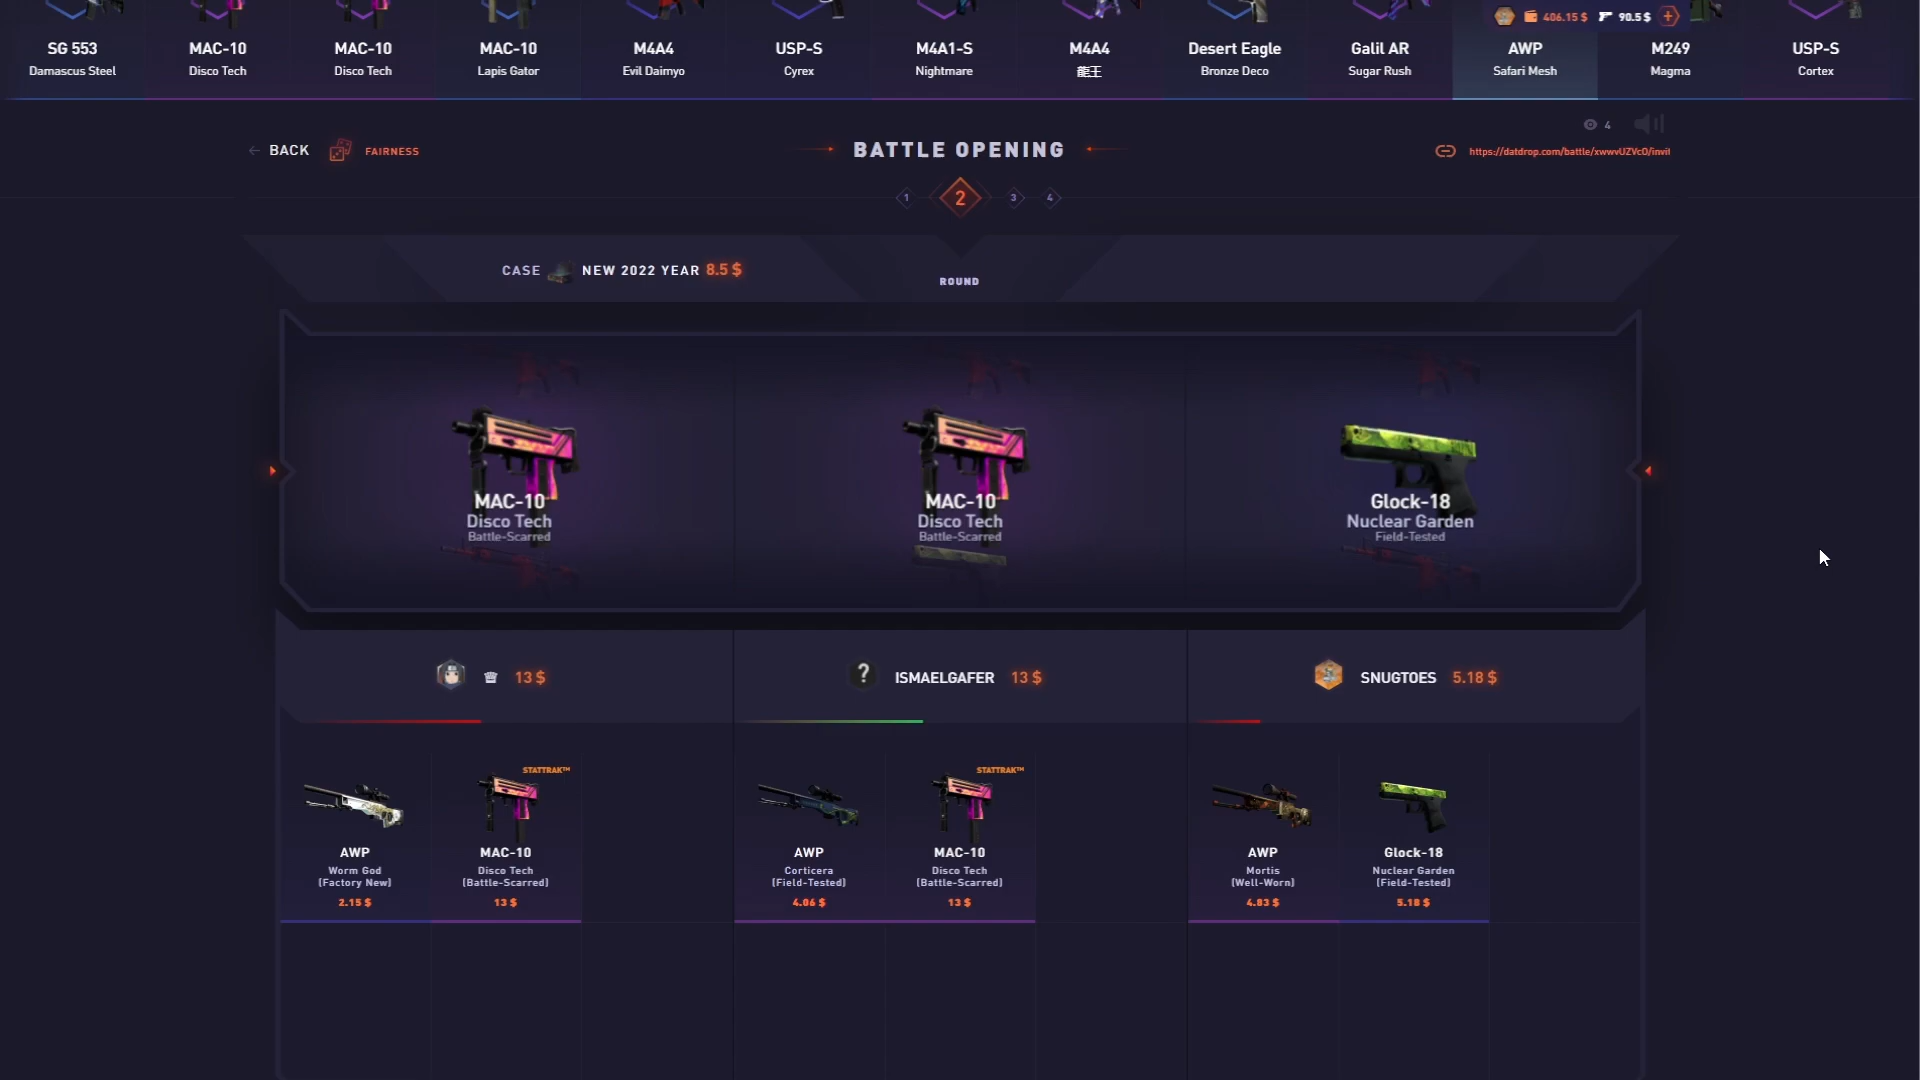 406.15 $ 90.5 $ +
SG 553 MAC-10 MAC-10 MAC-10 M4A4 USP-S M4A1-S M4A4 Desert Eagle Galil AR AWP M249 USP-S
Damascus Steel Disco Tech Disco Tech Lapis Gator Evil Daimyo Cyrex Nightmare 龍王 Bronze Deco Sugar Rush Safari Mesh Magma Cortex
4
← BACK FAIRNESS BATTLE OPENING https://datdrop.com/battle/xwwvUZVcO/invit
1 2 3 4
CASE NEW 2022 YEAR 8.5 $
ROUND
MAC-10 MAC-10 Glock-18
Disco Tech Disco Tech Nuclear Garden
Battle-Scarred Battle-Scarred Field-Tested
13 $ ? ISMAELGAFER 13 $ SNUGTOES 5.18 $
STATTRAK™ STATTRAK™
AWP MAC-10 AWP MAC-10 AWP Glock-18
Worm God Disco Tech Corticera Disco Tech Mortis Nuclear Garden
(Factory New) (Battle-Scarred) (Field-Tested) (Battle-Scarred) (Well-Worn) (Field-Tested)
2.15 $ 13 $ 4.06 $ 13 $ 4.83 $ 5.18 $